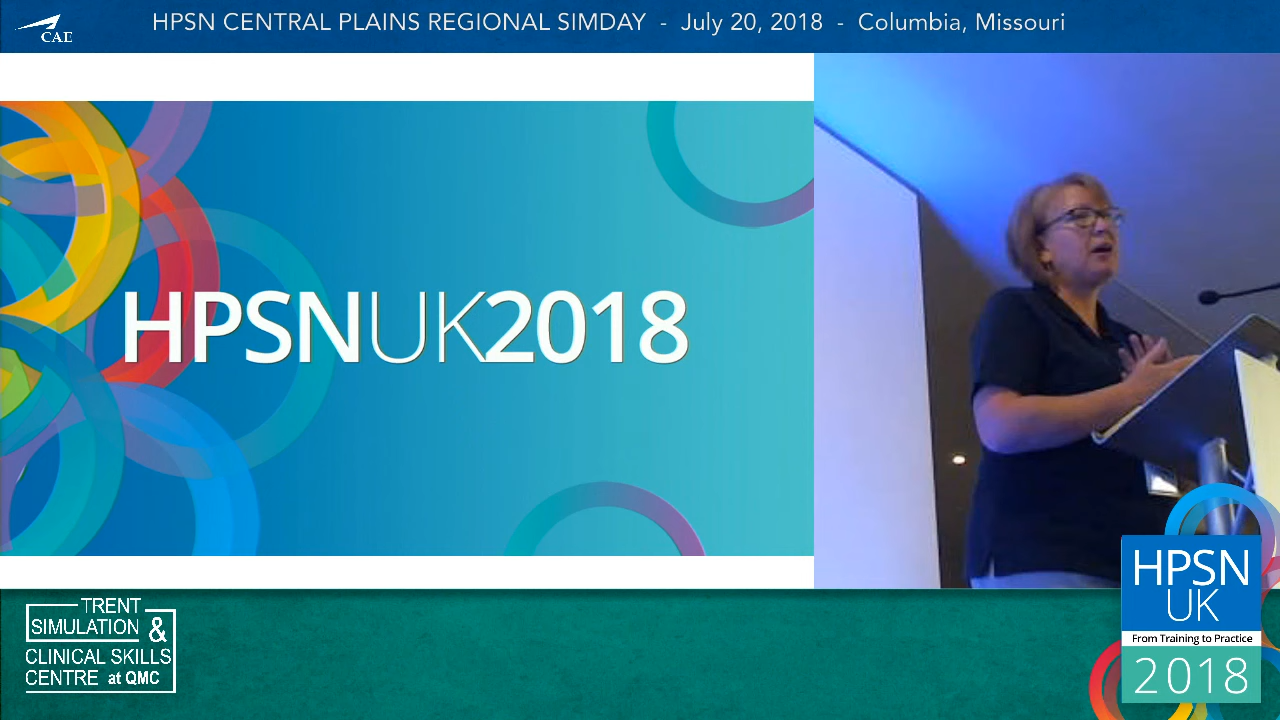 CAE
HPSN CENTRAL PLAINS REGIONAL SIMDAY - July 20, 2018 - Columbia, Missouri
HPSNUK2018
TRENT
SIMULATION &
CLINICAL SKILLS
CENTRE at QMC
HPSN
UK
From Training to Practice
2018